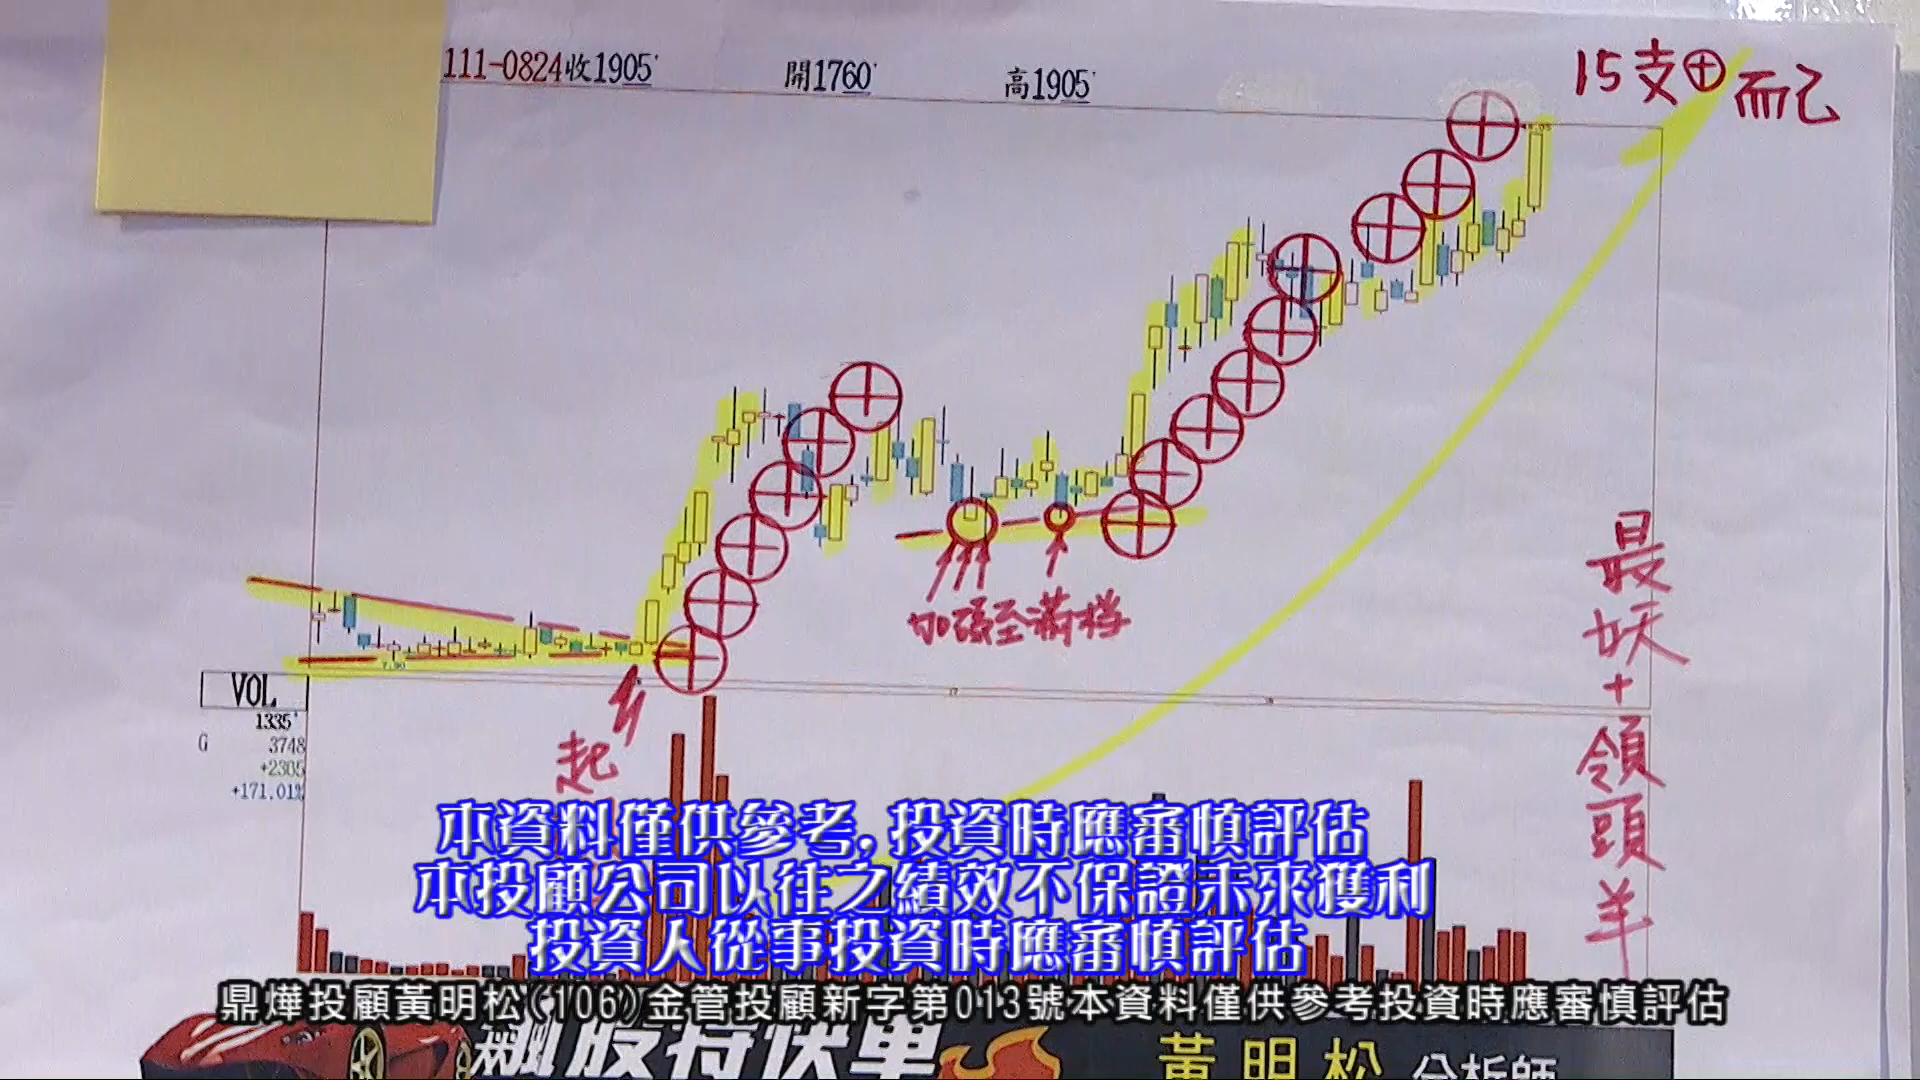 111-0824收1905' 開1760' 高1905'
15支⊕而已
加碼至滿檔
最妖+領頭羊
VOL
1335'
G 3748
+2305
+171.01%
起
本資料僅供參考,投資時應審慎評估
本投顧公司以往之績效不保證未來獲利
投資人從事投資時應審慎評估
鼎燁投顧黃明松(106)金管投顧新字第013號本資料僅供參考投資時應審慎評估
飆股特快車
黃明松 分析師